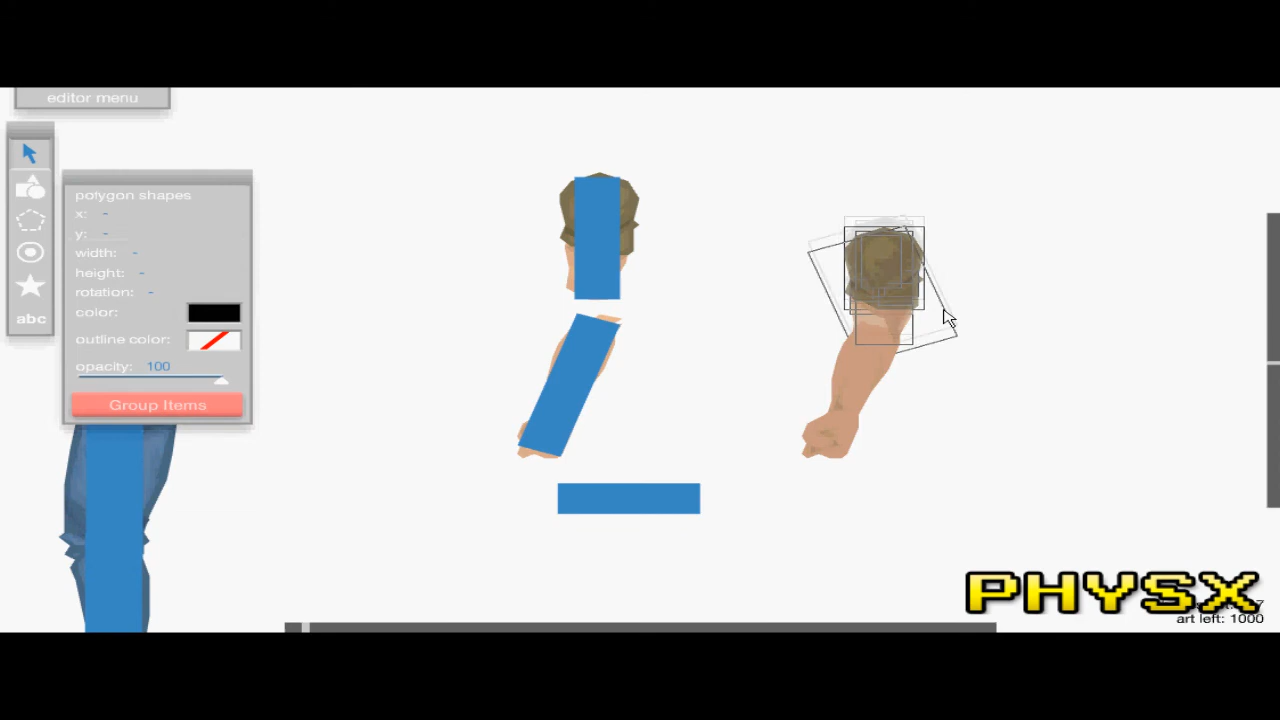 editor menu
polygon shapes
x: -
y: -
width: -
height: -
rotation: -
color:
outline color:
opacity: 100
Group Items
abc
PHYSX
art left: 1000